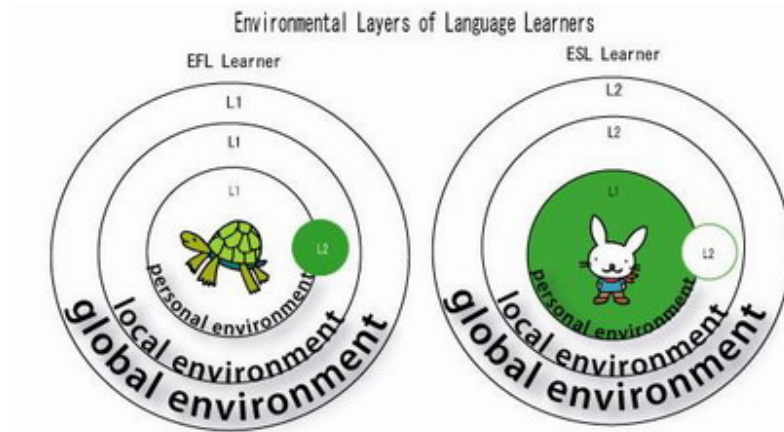 Environmental Layers of Language Learners
EFL Learner
L1
L1
L1
L2
personal environment
local environment
global environment
ESL Learner
L2
L2
L1
L2
personal environment
local environment
global environment